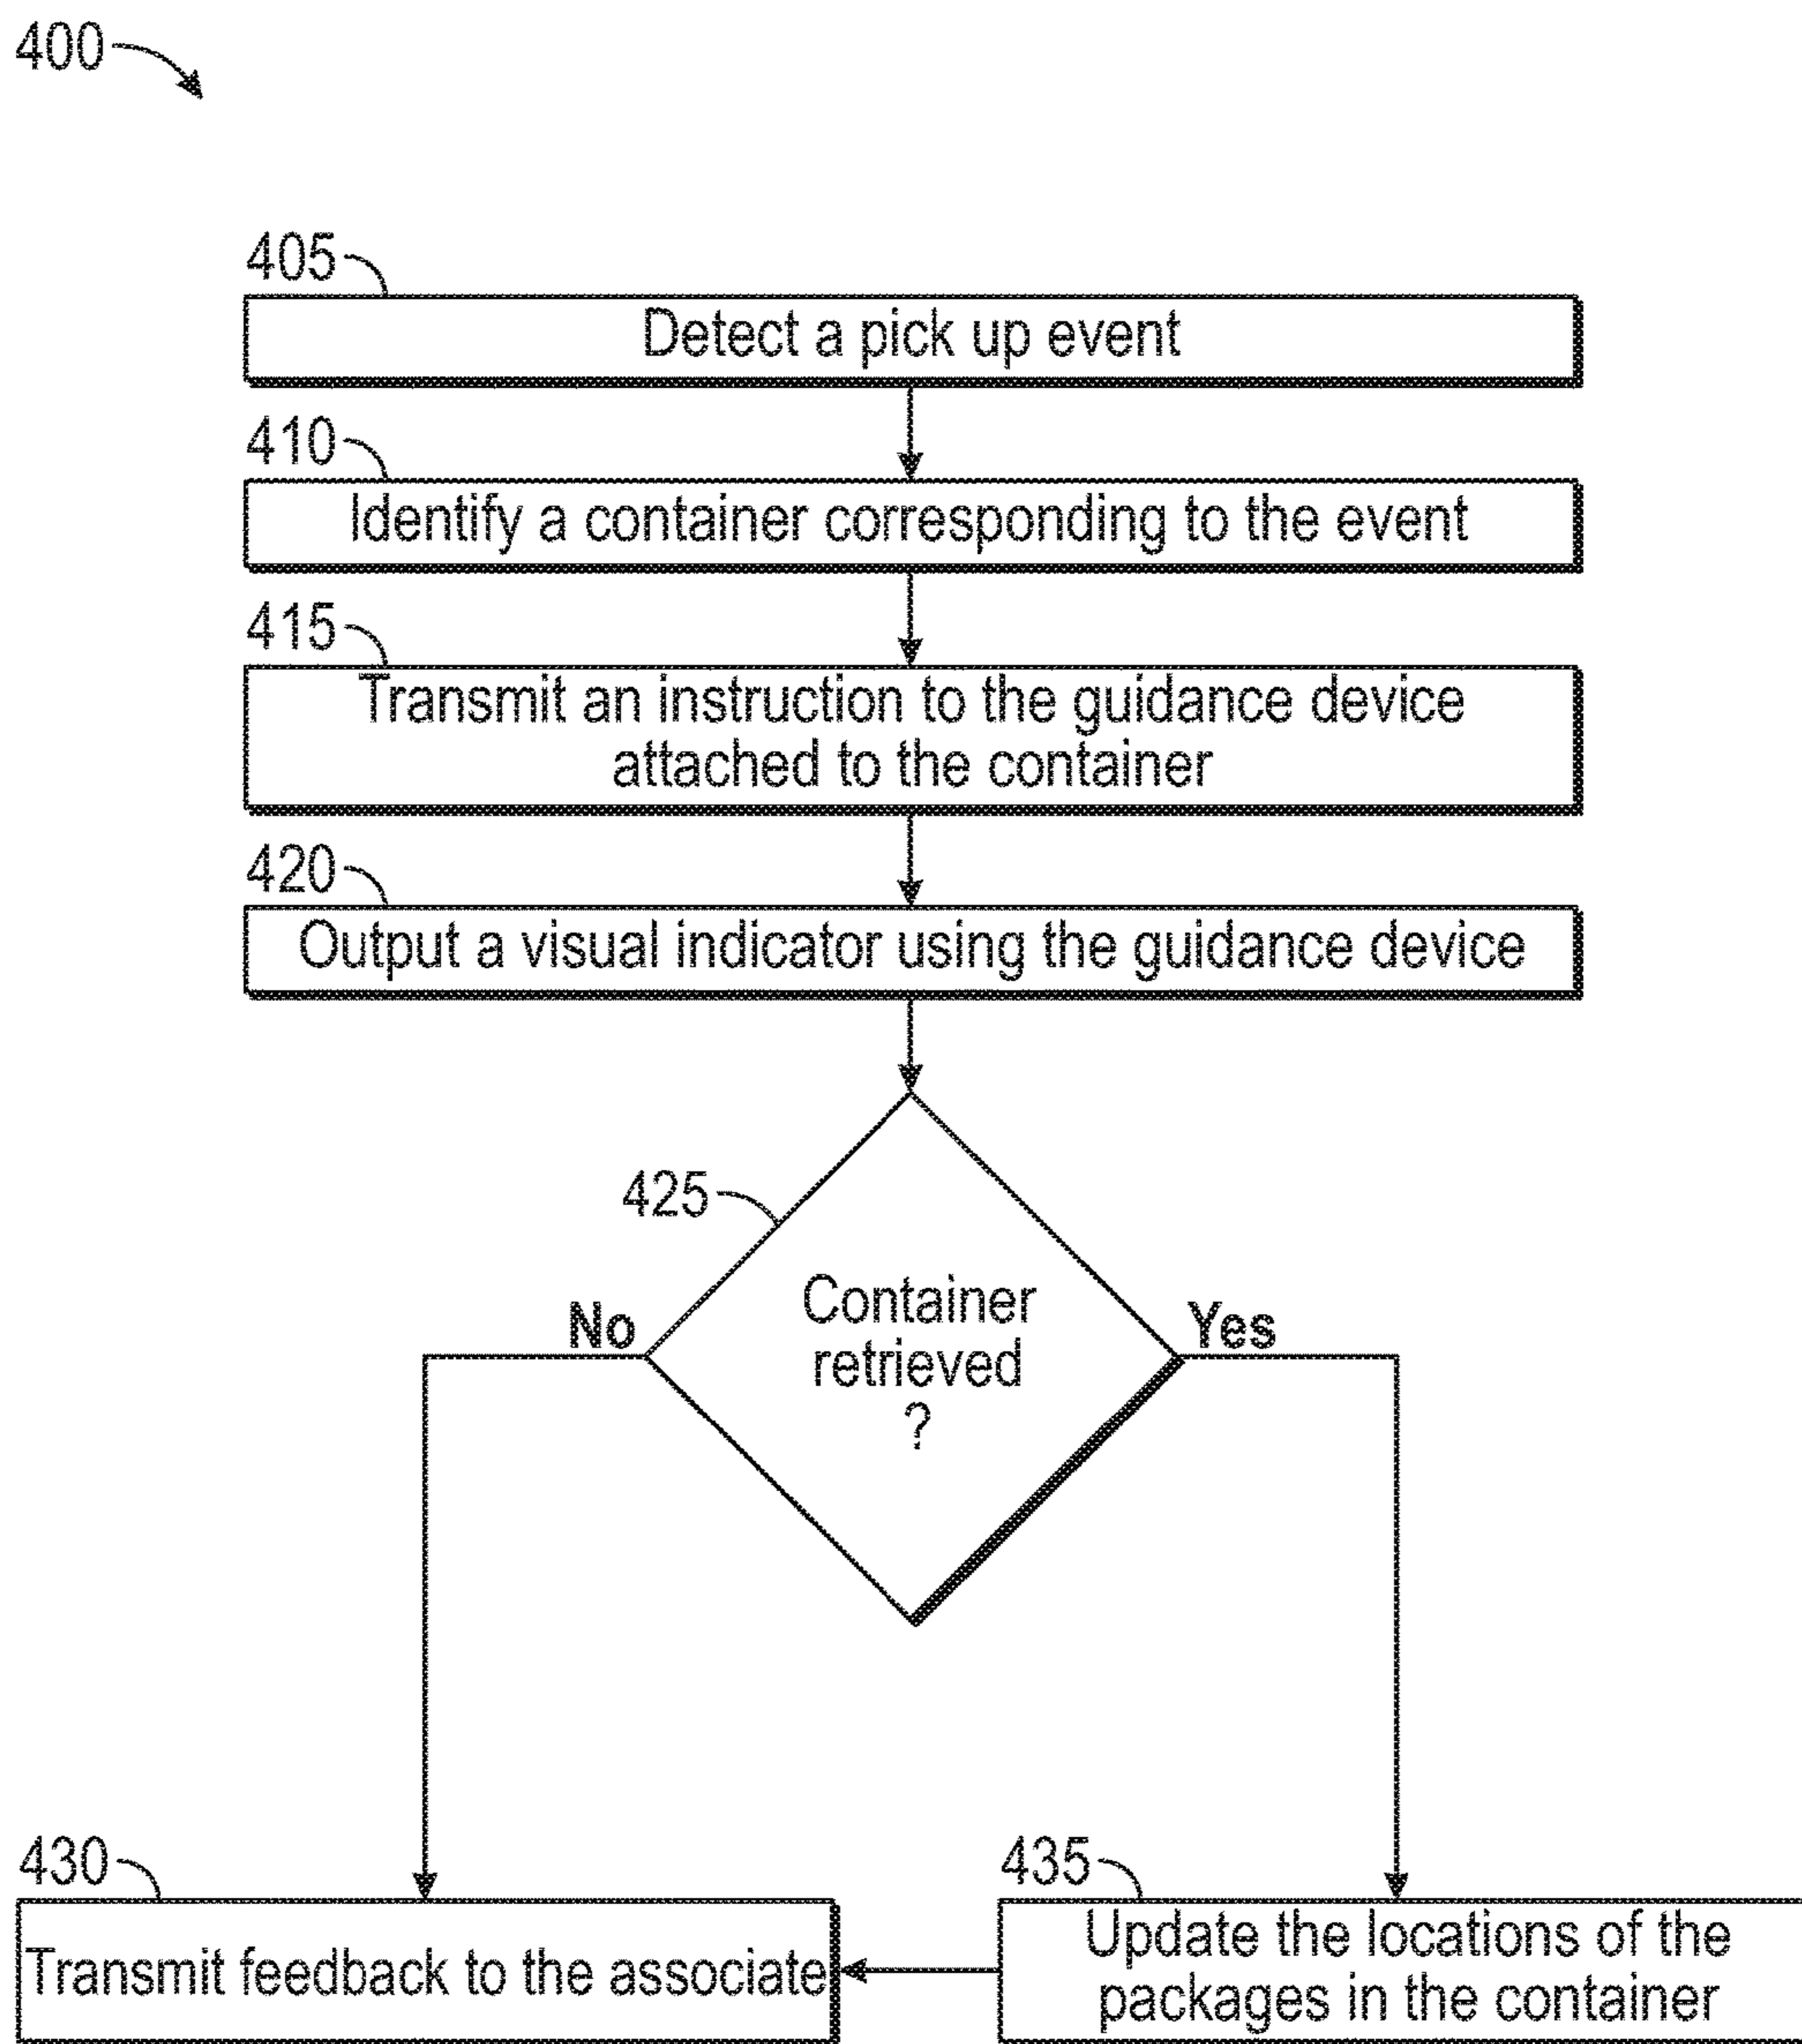 400
405
Detect a pick up event
410
Identify a container corresponding to the event
415
Transmit an instruction to the guidance device
attached to the container
420
Output a visual indicator using the guidance device
425
Container
retrieved
?
No
Yes
430
Transmit feedback to the associate
435
Update the locations of the
packages in the container